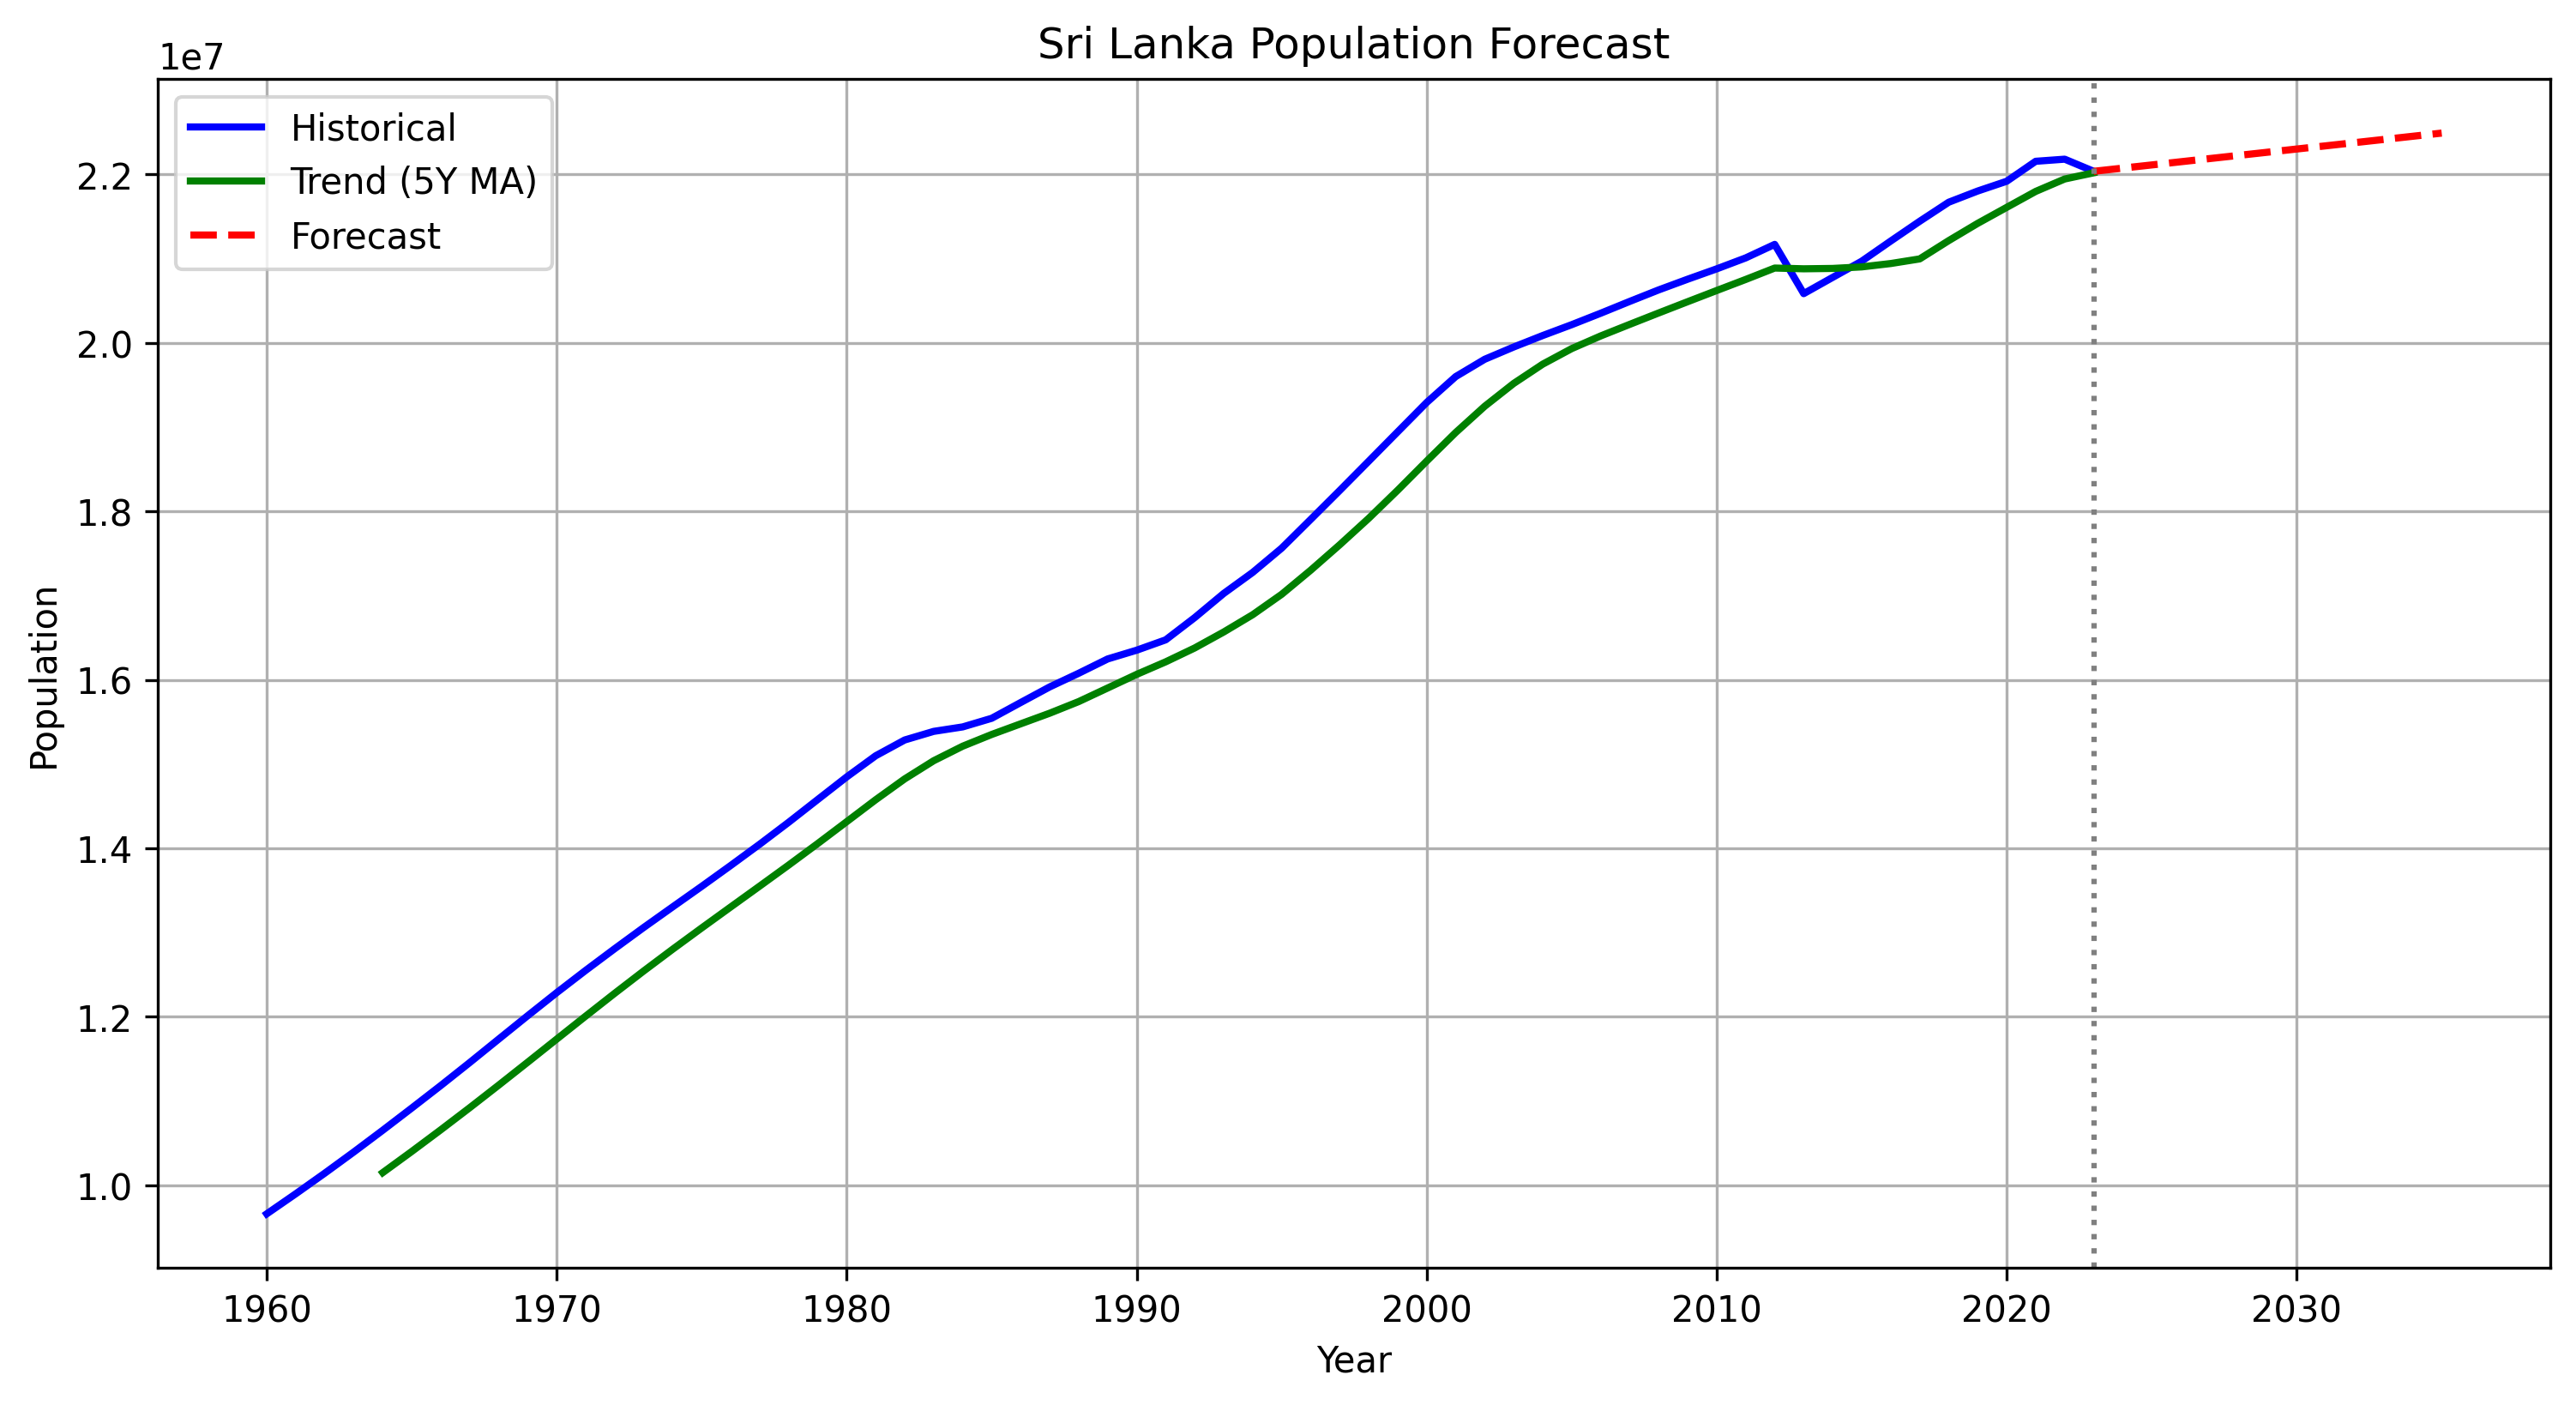 Sri Lanka Population Forecast
1e7
Historical
Trend (5Y MA)
Forecast
2.2
2.0
1.8
1.6
1.4
1.2
1.0
Population
1960 1970 1980 1990 2000 2010 2020 2030
Year